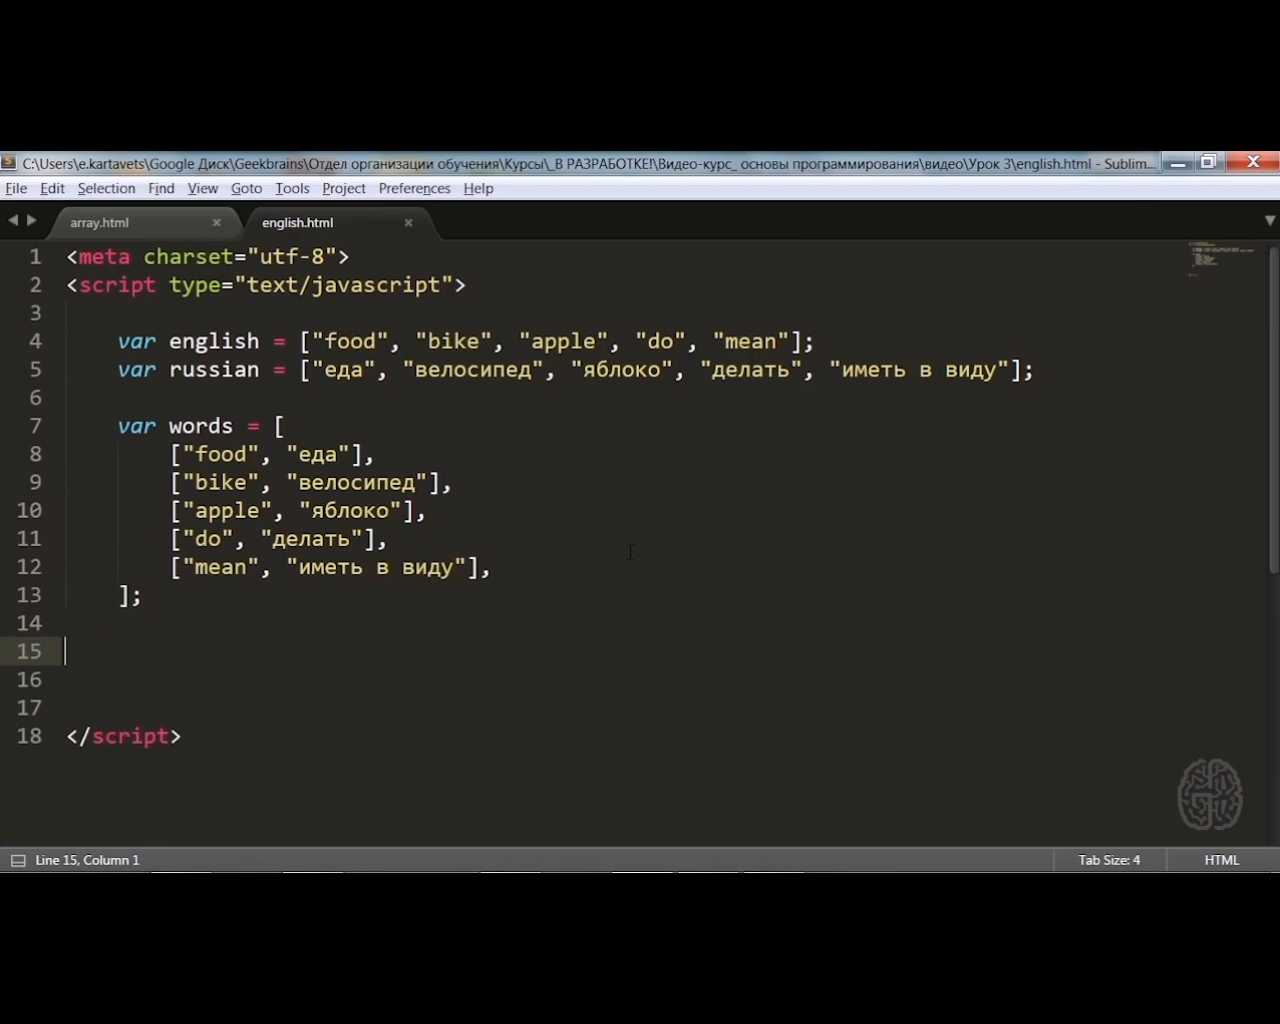 C:\Users\e.kartavets\Google Диск\Geekbrains\Отдел организации обучения\Курсы\_В РАЗРАБОТКЕ!\Видео-курс_ основы программирования\видео\Урок 3\english.html - Sublim...
File Edit Selection Find View Goto Tools Project Preferences Help
array.html × english.html ×
1 <meta charset="utf-8">
2 <script type="text/javascript">
3
4 var english = ["food", "bike", "apple", "do", "mean"];
5 var russian = ["еда", "велосипед", "яблоко", "делать", "иметь в виду"];
6
7 var words = [
8 ["food", "еда"],
9 ["bike", "велосипед"],
10 ["apple", "яблоко"],
11 ["do", "делать"],
12 ["mean", "иметь в виду"],
13 ];
14
15
16
17
18 </script>
Line 15, Column 1 Tab Size: 4 HTML